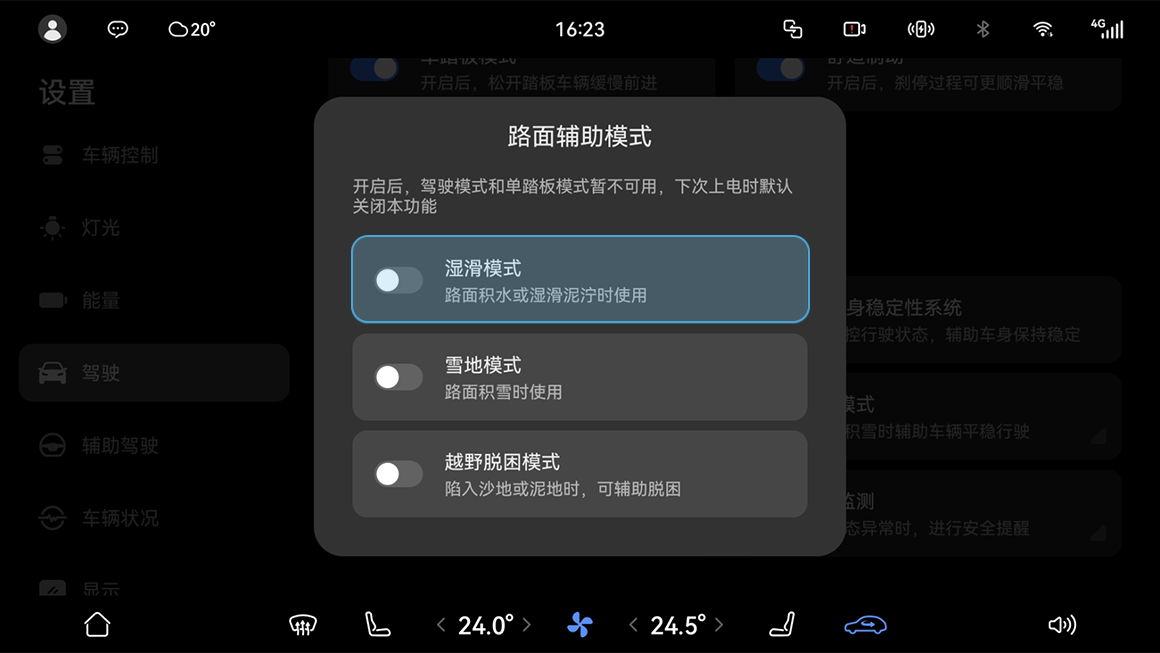 20°
16:23
4G
设置
单踏板模式
开启后，松开踏板车辆缓慢前进
舒适制动
开启后，刹停过程可更顺滑平稳
车辆控制
灯光
能量
驾驶
辅助驾驶
车辆状况
显示
路面辅助模式
开启后，驾驶模式和单踏板模式暂不可用，下次上电时默认
关闭本功能
湿滑模式
路面积水或湿滑泥泞时使用
雪地模式
路面积雪时使用
越野脱困模式
陷入沙地或泥地时，可辅助脱困
身稳定性系统
控行驶状态，辅助车身保持稳定
模式
积雪时辅助车辆平稳行驶
监测
态异常时，进行安全提醒
24.0°
24.5°